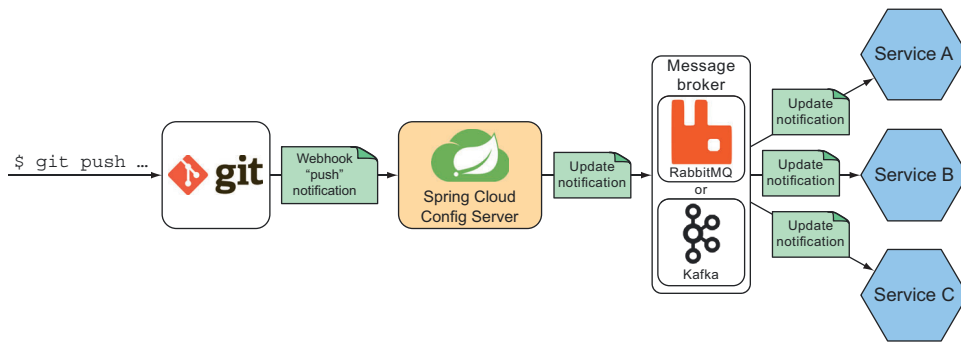 $ git push …
git
Webhook
“push”
notification
Spring Cloud
Config Server
Update
notification
Message
broker
RabbitMQ
or
Kafka
Update
notification
Service A
Update
notification
Service B
Update
notification
Service C